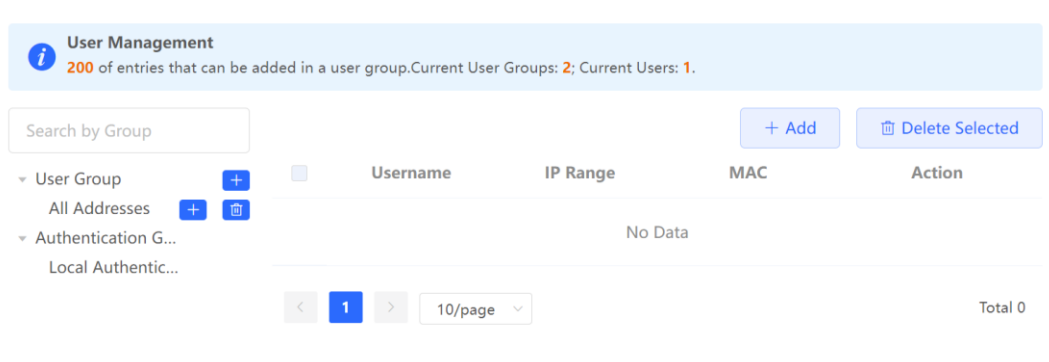 User Management
200 of entries that can be added in a user group.Current User Groups: 2; Current Users: 1.
Search by Group
+ Add
Delete Selected
User Group
All Addresses
Authentication G...
Local Authentic...
Username IP Range MAC Action
No Data
1
10/page
Total 0